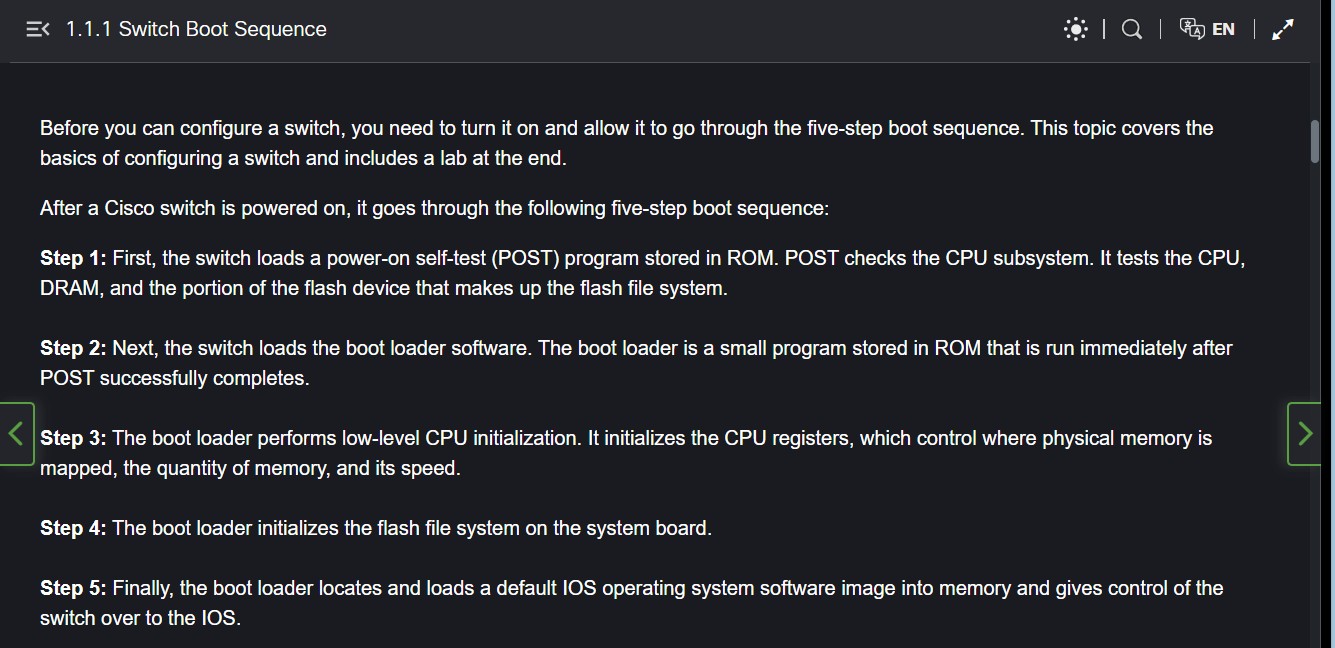 1.1.1 Switch Boot Sequence
EN
Before you can configure a switch, you need to turn it on and allow it to go through the five-step boot sequence. This topic covers the
basics of configuring a switch and includes a lab at the end.
After a Cisco switch is powered on, it goes through the following five-step boot sequence:
Step 1: First, the switch loads a power-on self-test (POST) program stored in ROM. POST checks the CPU subsystem. It tests the CPU,
DRAM, and the portion of the flash device that makes up the flash file system.
Step 2: Next, the switch loads the boot loader software. The boot loader is a small program stored in ROM that is run immediately after
POST successfully completes.
Step 3: The boot loader performs low-level CPU initialization. It initializes the CPU registers, which control where physical memory is
mapped, the quantity of memory, and its speed.
Step 4: The boot loader initializes the flash file system on the system board.
Step 5: Finally, the boot loader locates and loads a default IOS operating system software image into memory and gives control of the
switch over to the IOS.